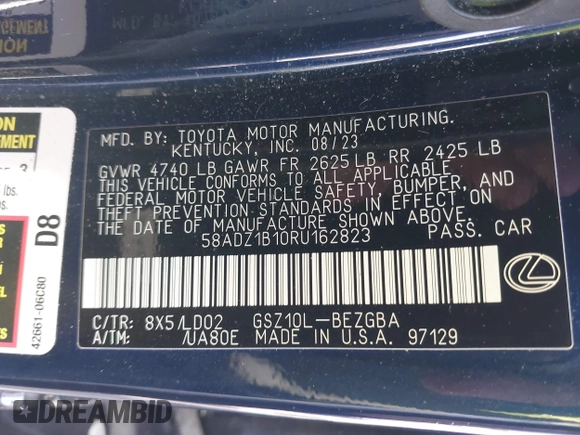 MFD. BY: TOYOTA MOTOR MANUFACTURING.
KENTUCKY, INC. 08/23
GVWR 4740 LB GAWR FR 2625 LB RR 2425 LB
THIS VEHICLE CONFORMS TO ALL APPLICABLE
FEDERAL MOTOR VEHICLE SAFETY, BUMPER, AND
THEFT PREVENTION STANDARDS IN EFFECT ON
THE DATE OF MANUFACTURE SHOWN ABOVE.
58ADZ1B10RU162823 PASS. CAR
C/TR: 8X5/LD02 GSZ10L-BEZGBA
A/TM: /UA80E MADE IN U.S.A. 97129
lbs.
D8
42661-06C80
DREAMBID